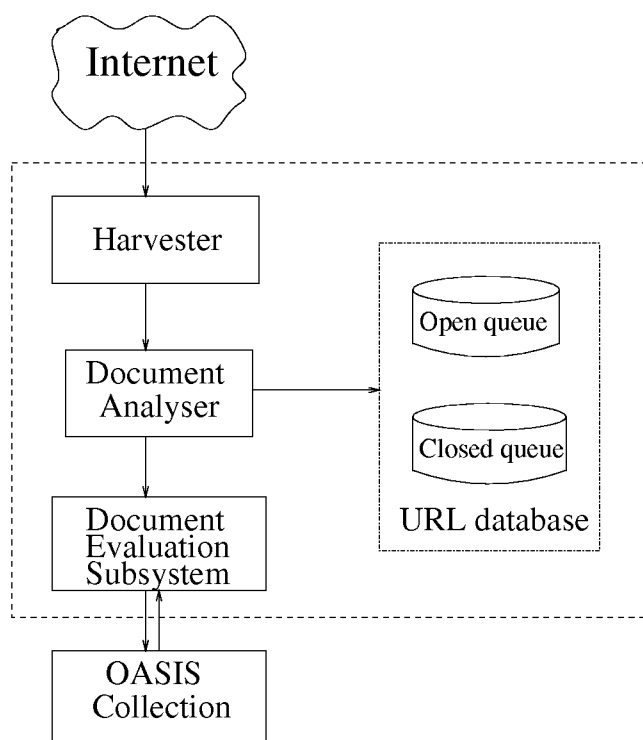 Internet
Harvester
Document
Analyser
Document
Evaluation
Subsystem
OASIS
Collection
Open queue
Closed queue
URL database